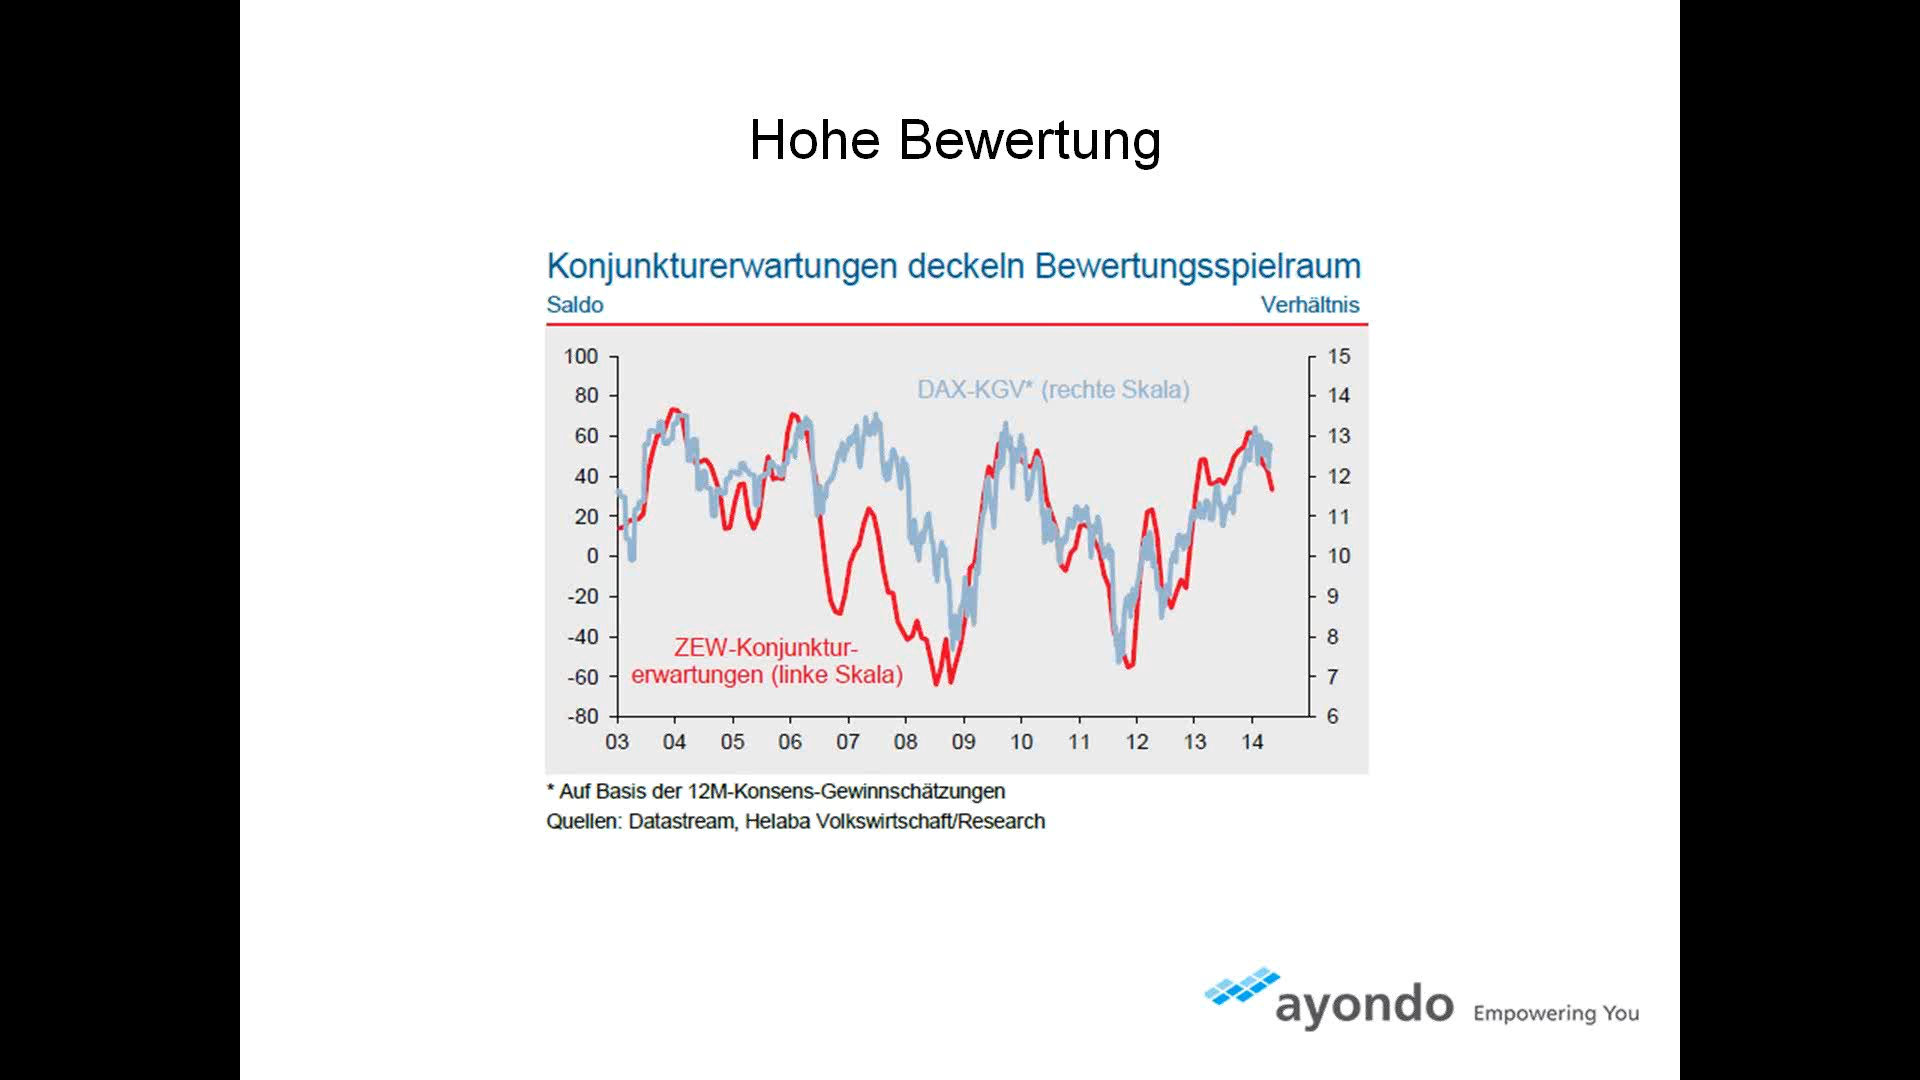 Hohe Bewertung
Konjunkturerwartungen deckeln Bewertungsspielraum
Saldo Verhältnis
100 15
DAX-KGV* (rechte Skala)
80 14
60 13
40 12
20 11
0 10
-20 9
-40 8
ZEW-Konjunktur-
erwartungen (linke Skala)
-60 7
-80 6
03 04 05 06 07 08 09 10 11 12 13 14
* Auf Basis der 12M-Konsens-Gewinnschätzungen
Quellen: Datastream, Helaba Volkswirtschaft/Research
ayondo Empowering You